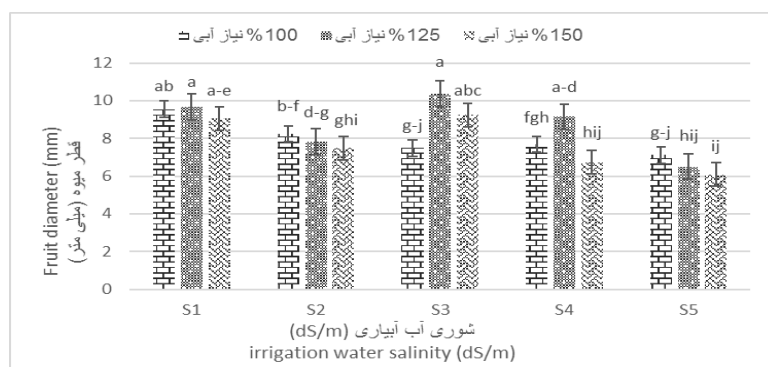 %100 نیاز آبی %125 نیاز آبی %150 نیاز آبی
Fruit diameter (mm)
قطر میوه (میلی متر)
12
10
8
6
4
2
0
ab a a-e
b-f d-g ghi
g-j a abc
fgh a-d hij
g-j hij ij
S1 S2 S3 S4 S5
شوری آب آبیاری (dS/m)
irrigation water salinity (dS/m)